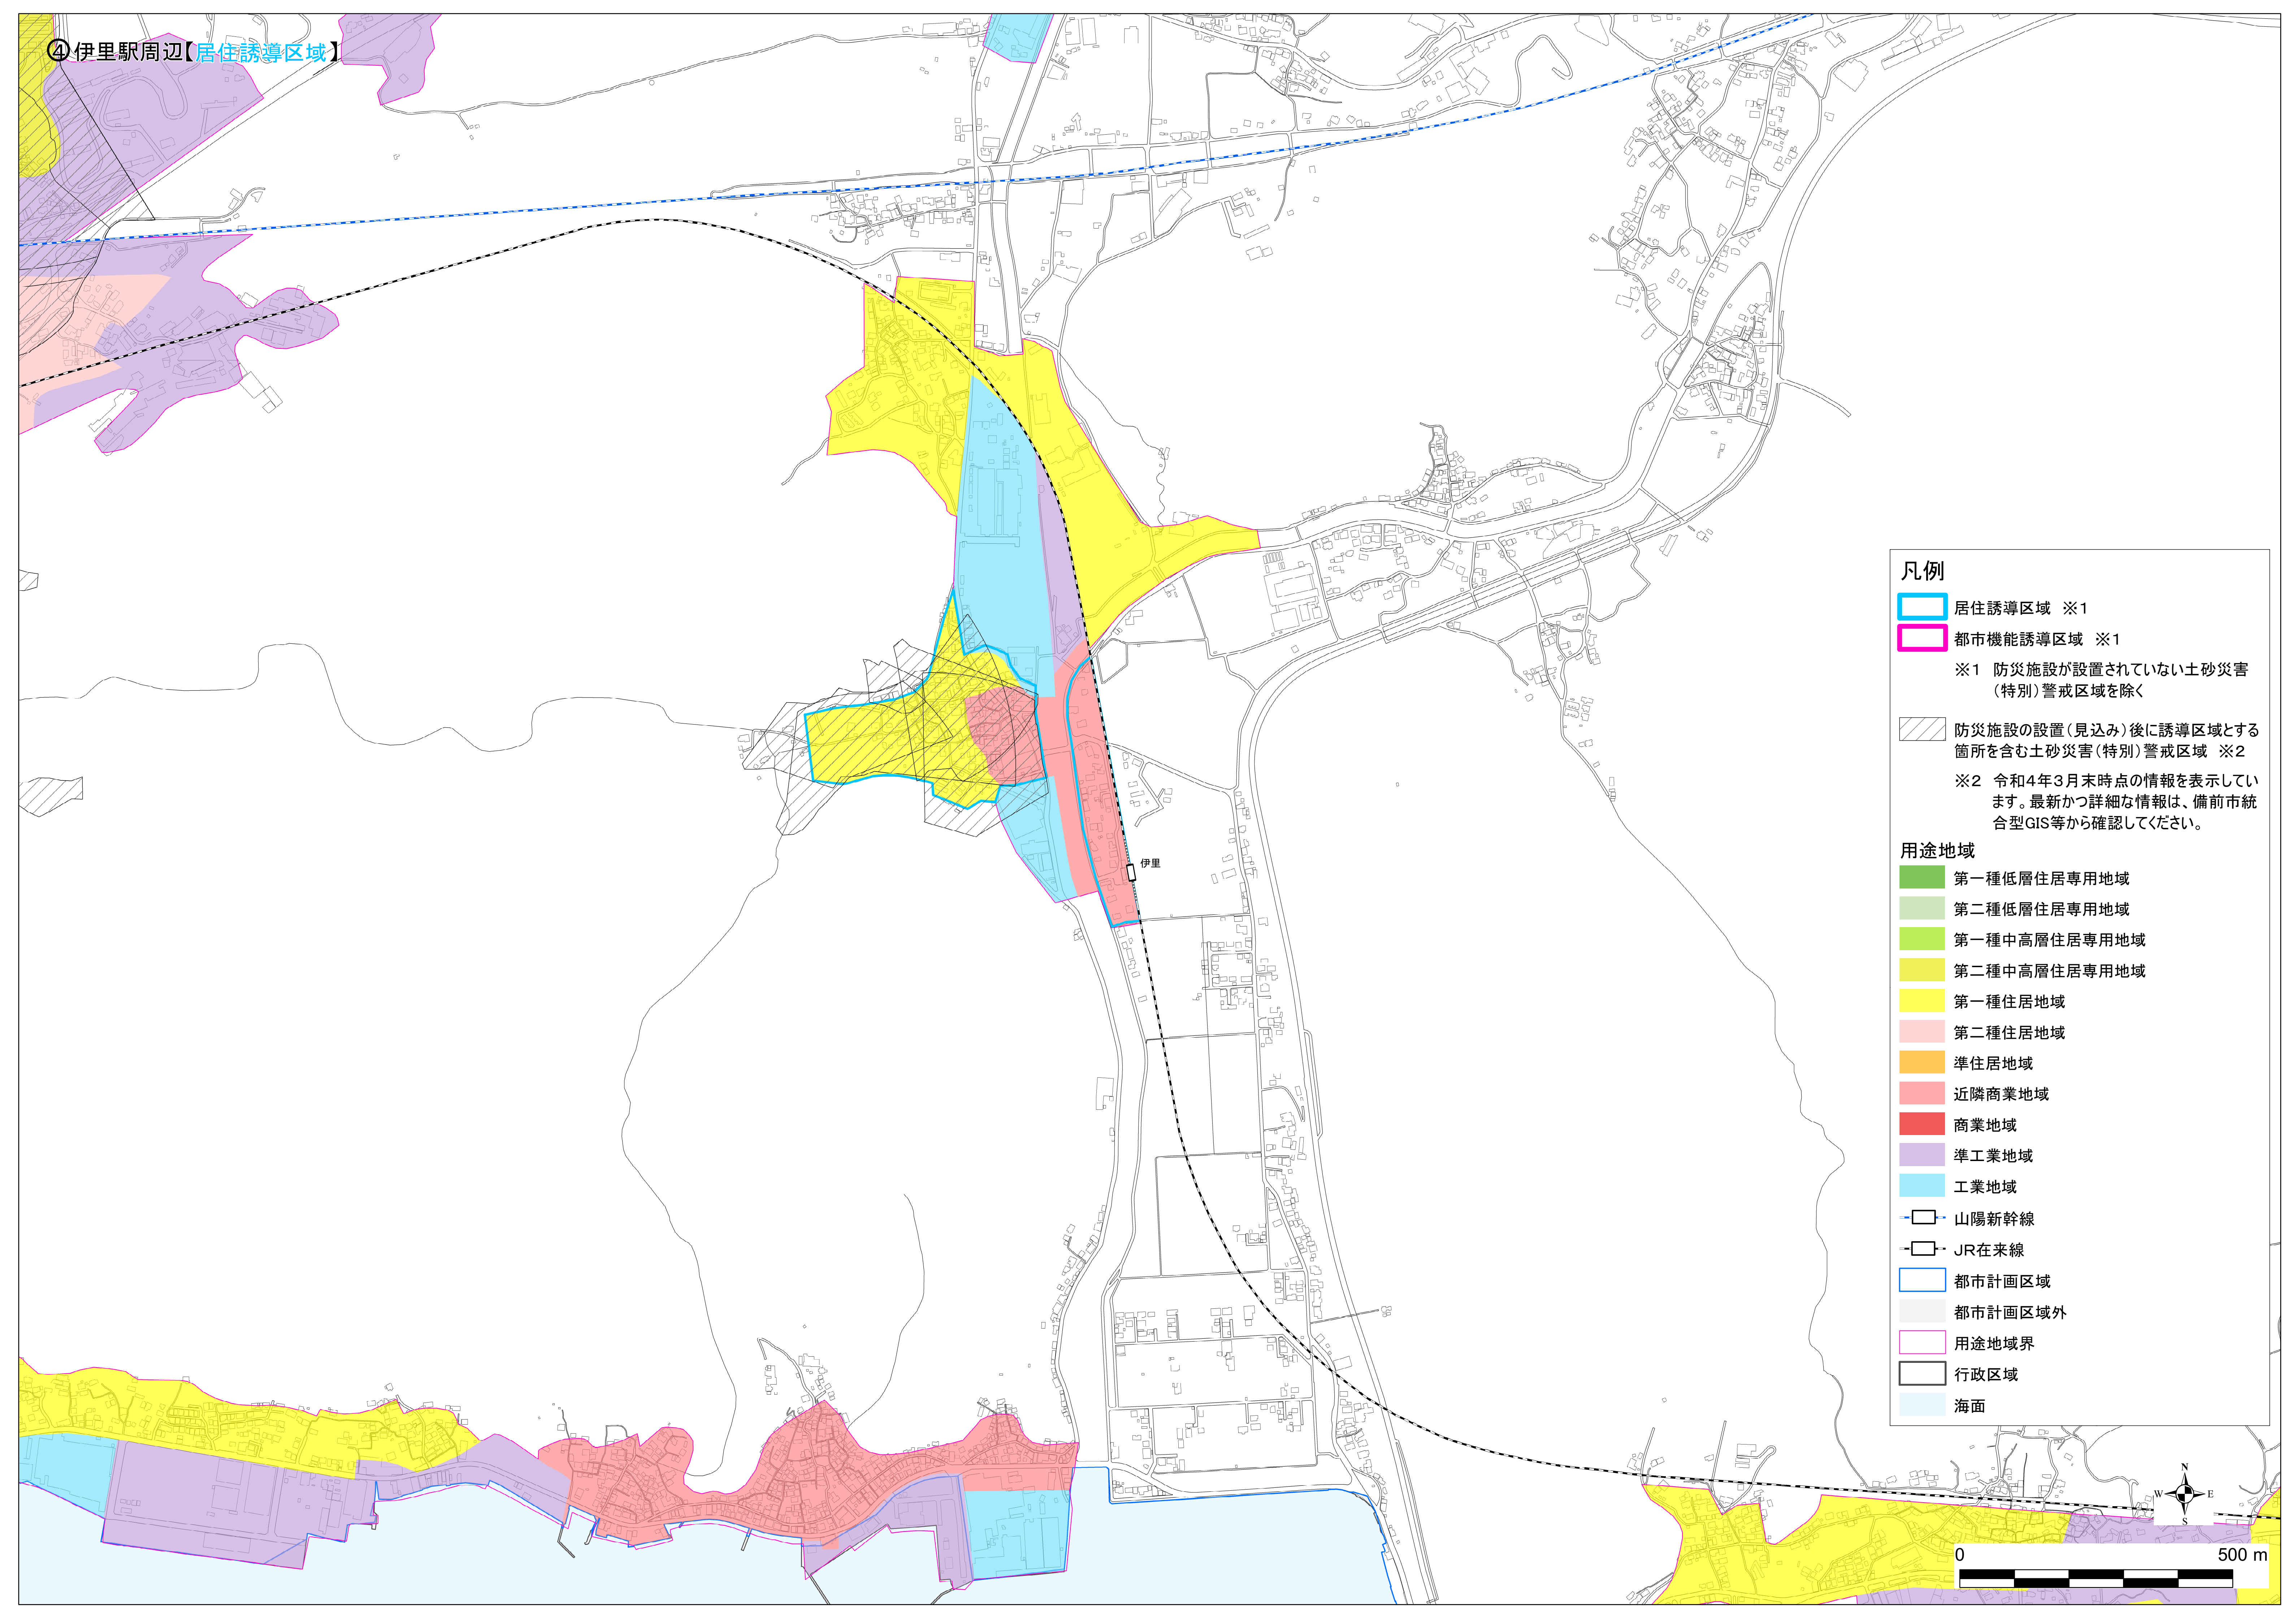 ④伊里駅周辺【居住誘導区域】
伊里
凡例
居住誘導区域 ※1
都市機能誘導区域 ※1
※1 防災施設が設置されていない土砂災害
（特別）警戒区域を除く
防災施設の設置（見込み）後に誘導区域とする
箇所を含む土砂災害（特別）警戒区域 ※2
※2 令和4年3月末時点の情報を表示してい
ます。最新かつ詳細な情報は、備前市統
合型GIS等から確認してください。
用途地域
第一種低層住居専用地域
第二種低層住居専用地域
第一種中高層住居専用地域
第二種中高層住居専用地域
第一種住居地域
第二種住居地域
準住居地域
近隣商業地域
商業地域
準工業地域
工業地域
山陽新幹線
JR在来線
都市計画区域
都市計画区域外
用途地域界
行政区域
海面
N
W E
S
0 500 m